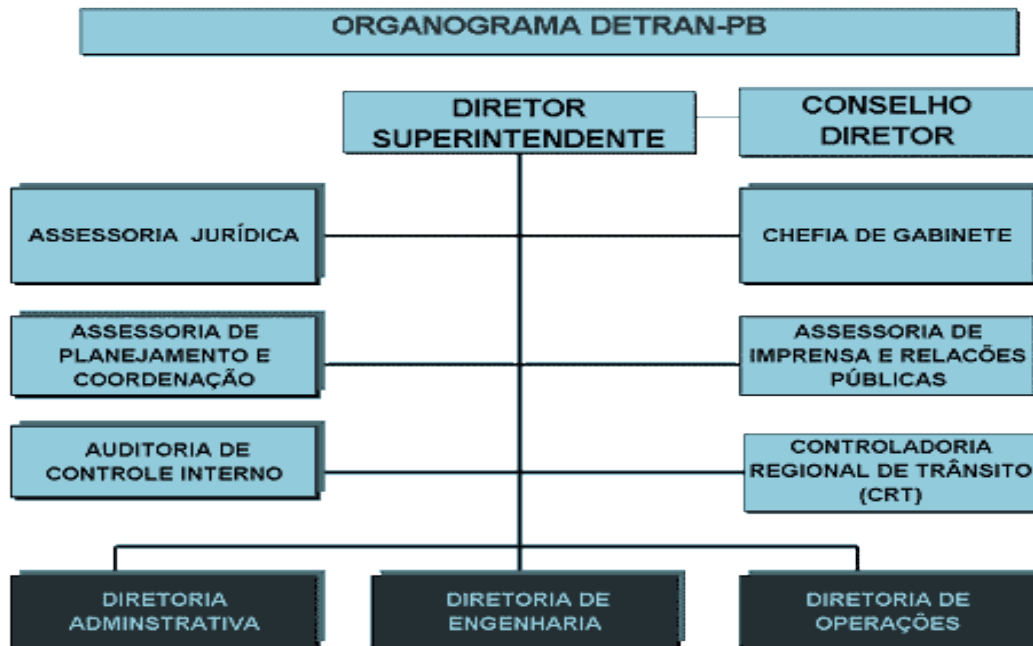 ORGANOGRAMA DETRAN-PB
DIRETOR
SUPERINTENDENTE
CONSELHO
DIRETOR
ASSESSORIA JURÍDICA
CHEFIA DE GABINETE
ASSESSORIA DE
PLANEJAMENTO E
COORDENAÇÃO
ASSESSORIA DE
IMPRENSA E RELACÕES
PÚBLICAS
AUDITORIA DE
CONTROLE INTERNO
CONTROLADORIA
REGIONAL DE TRÂNSITO
(CRT)
DIRETORIA
ADMINSTRATIVA
DIRETORIA DE
ENGENHARIA
DIRETORIA DE
OPERAÇÕES